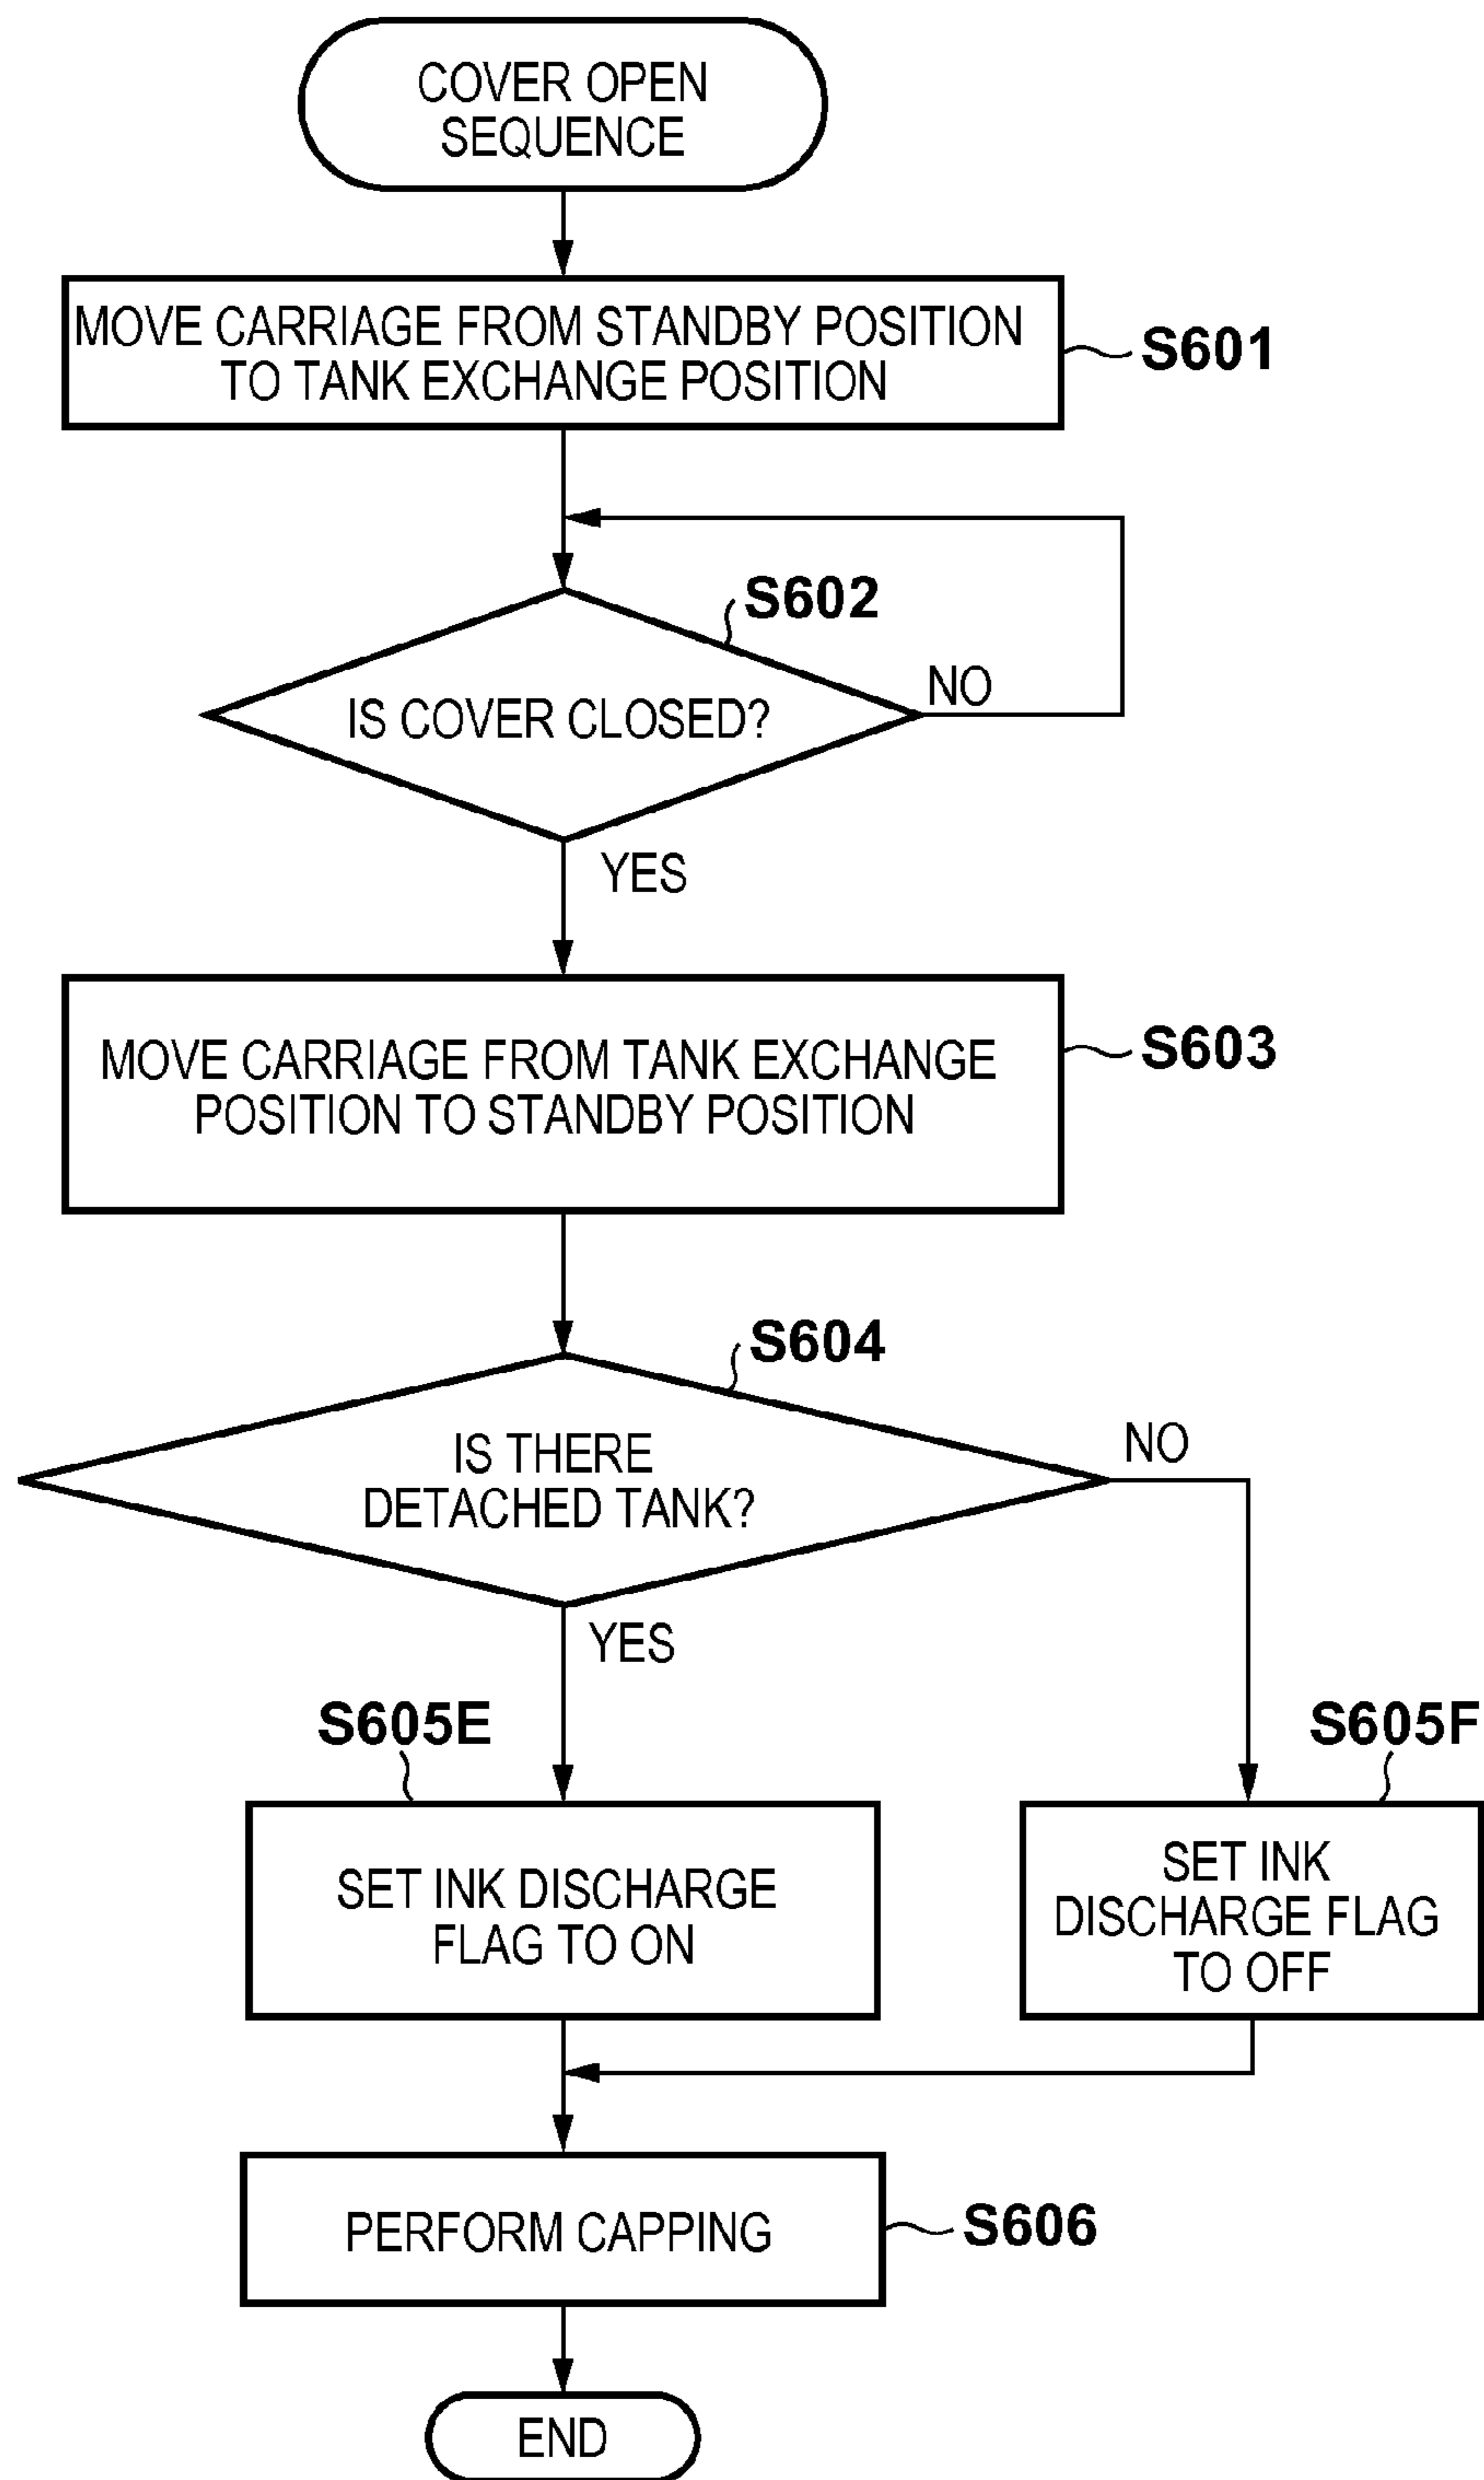 COVER OPEN
SEQUENCE
MOVE CARRIAGE FROM STANDBY POSITION
TO TANK EXCHANGE POSITION
S601
S602
IS COVER CLOSED?
NO
YES
MOVE CARRIAGE FROM TANK EXCHANGE
POSITION TO STANDBY POSITION
S603
S604
IS THERE
DETACHED TANK?
NO
YES
S605E
SET INK DISCHARGE
FLAG TO ON
S605F
SET INK
DISCHARGE FLAG
TO OFF
PERFORM CAPPING
S606
END